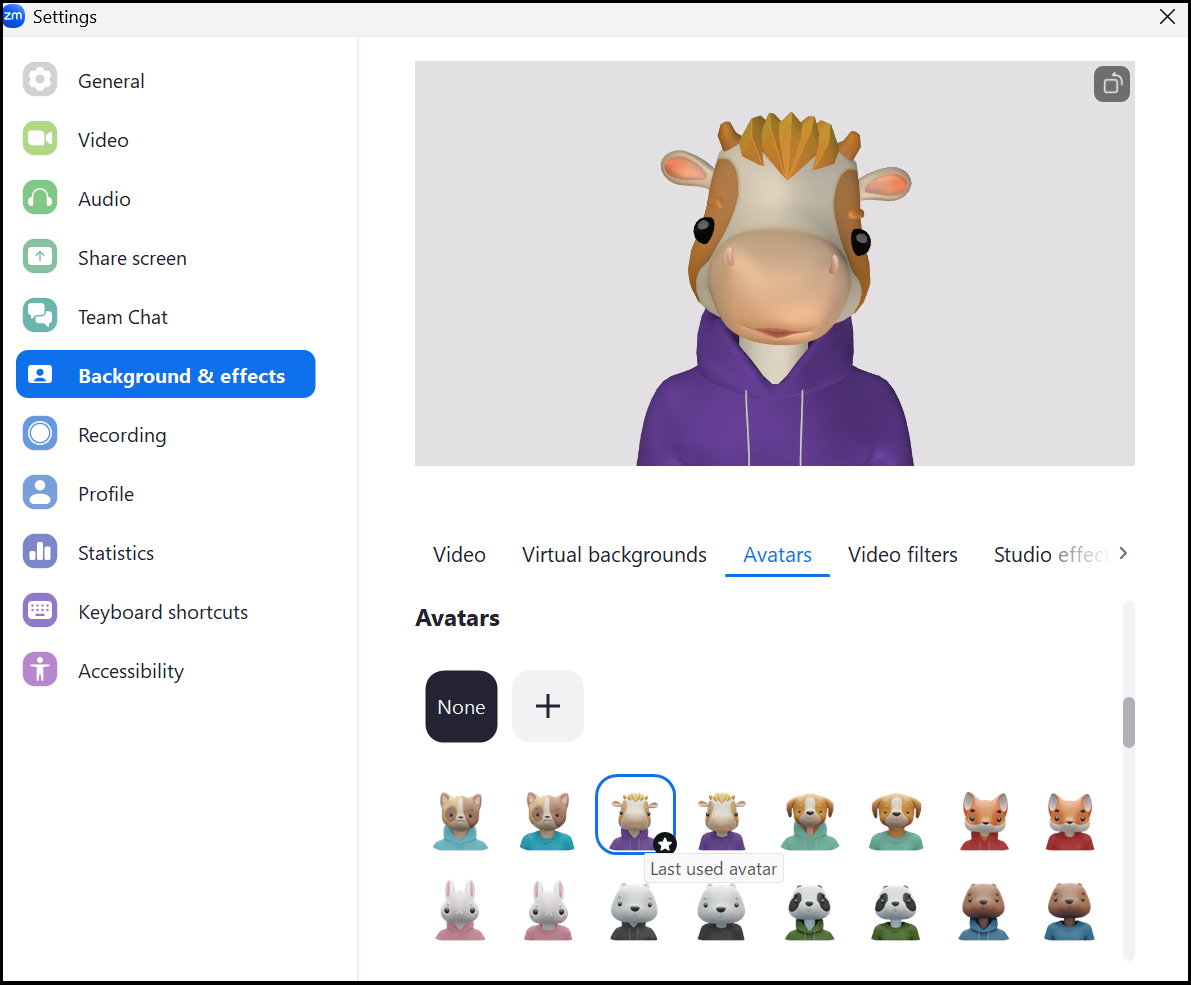 zm Settings
General
Video
Audio
Share screen
Team Chat
Background & effects
Recording
Profile
Statistics
Keyboard shortcuts
Accessibility
Video Virtual backgrounds Avatars Video filters Studio effect
Avatars
None
Last used avatar